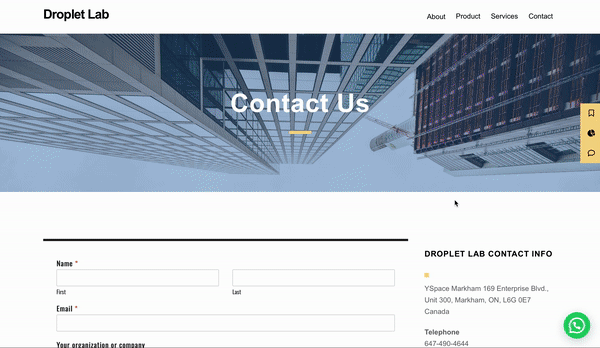 Droplet Lab
About
Product
Services
Contact
Contact Us
Name *
First
Last
Email *
Your organization or company
DROPLET LAB CONTACT INFO
YSpace Markham 169 Enterprise Blvd.,
Unit 300, Markham, ON, L6G 0E7
Canada
Telephone
647-490-4644